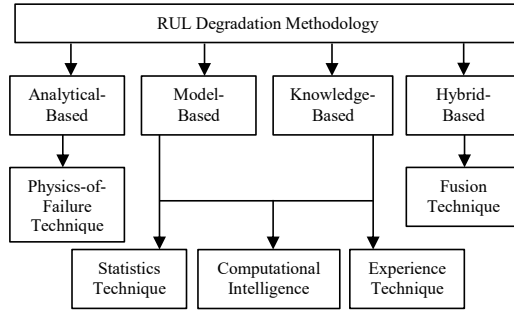 RUL Degradation Methodology
Analytical-
Based
Model-
Based
Knowledge-
Based
Hybrid-
Based
Physics-of-
Failure
Technique
Fusion
Technique
Statistics
Technique
Computational
Intelligence
Experience
Technique